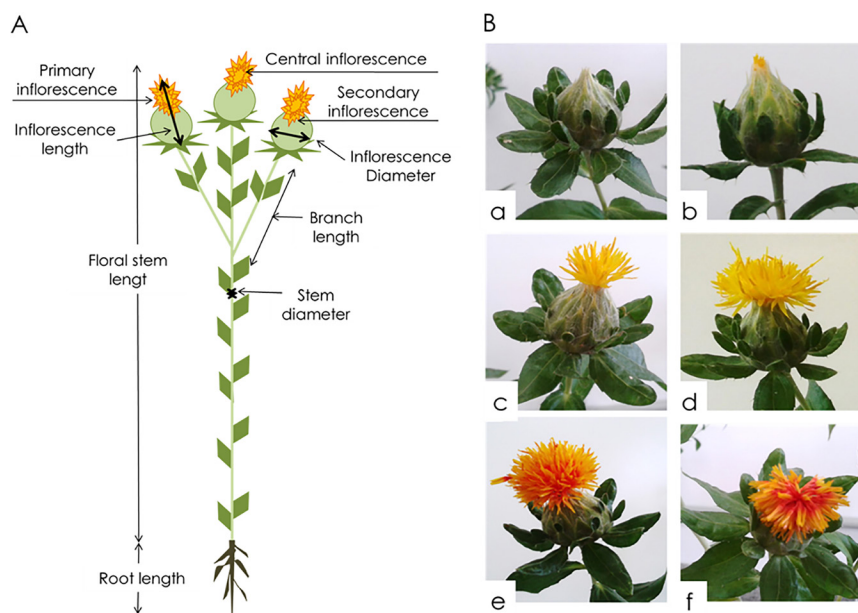 A
Central inflorescence
Primary
inflorescence
Secondary
inflorescence
Inflorescence
length
Inflorescence
Diameter
Branch
length
Floral stem
lengt
Stem
diameter
Root length
B
a
b
c
d
e
f